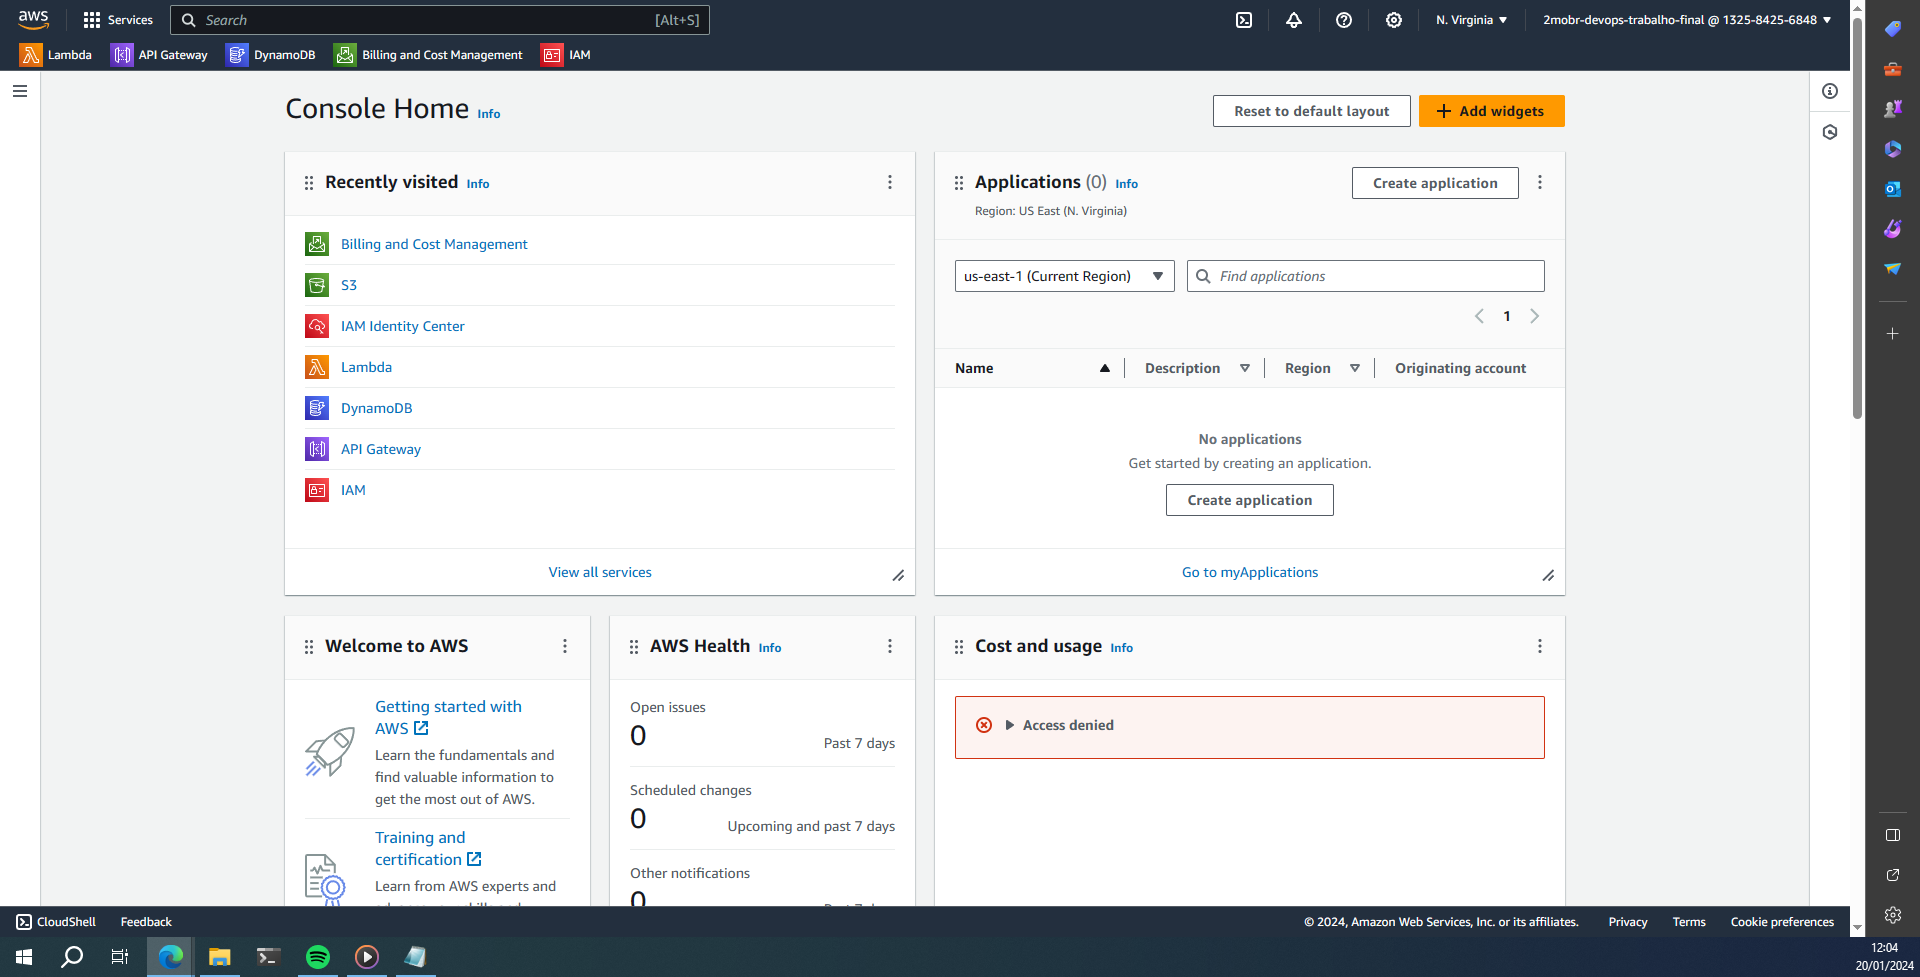 aws
Services
Search
[Alt+S]
N. Virginia
2mobr-devops-trabalho-final @ 1325-8425-6848
Lambda
API Gateway
DynamoDB
Billing and Cost Management
IAM
Console Home Info
Reset to default layout
Add widgets
Recently visited Info
Billing and Cost Management
S3
IAM Identity Center
Lambda
DynamoDB
API Gateway
IAM
View all services
Applications (0) Info
Region: US East (N. Virginia)
Create application
us-east-1 (Current Region)
Find applications
1
Name
Description
Region
Originating account
No applications
Get started by creating an application.
Create application
Go to myApplications
Welcome to AWS
Getting started with
AWS
Learn the fundamentals and
find valuable information to
get the most out of AWS.
Training and
certification
Learn from AWS experts and
AWS Health Info
Open issues
0
Past 7 days
Scheduled changes
0
Upcoming and past 7 days
Other notifications
0
Cost and usage Info
Access denied
CloudShell
Feedback
© 2024, Amazon Web Services, Inc. or its affiliates.
Privacy
Terms
Cookie preferences
12:04
20/01/2024